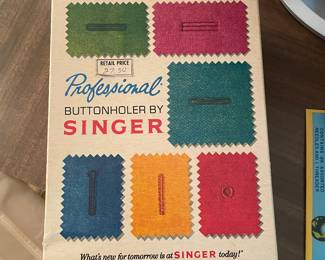 RETAIL PRICE
Professional
BUTTONHOLER BY
SINGER
What's new for tomorrow is at SINGER today!*